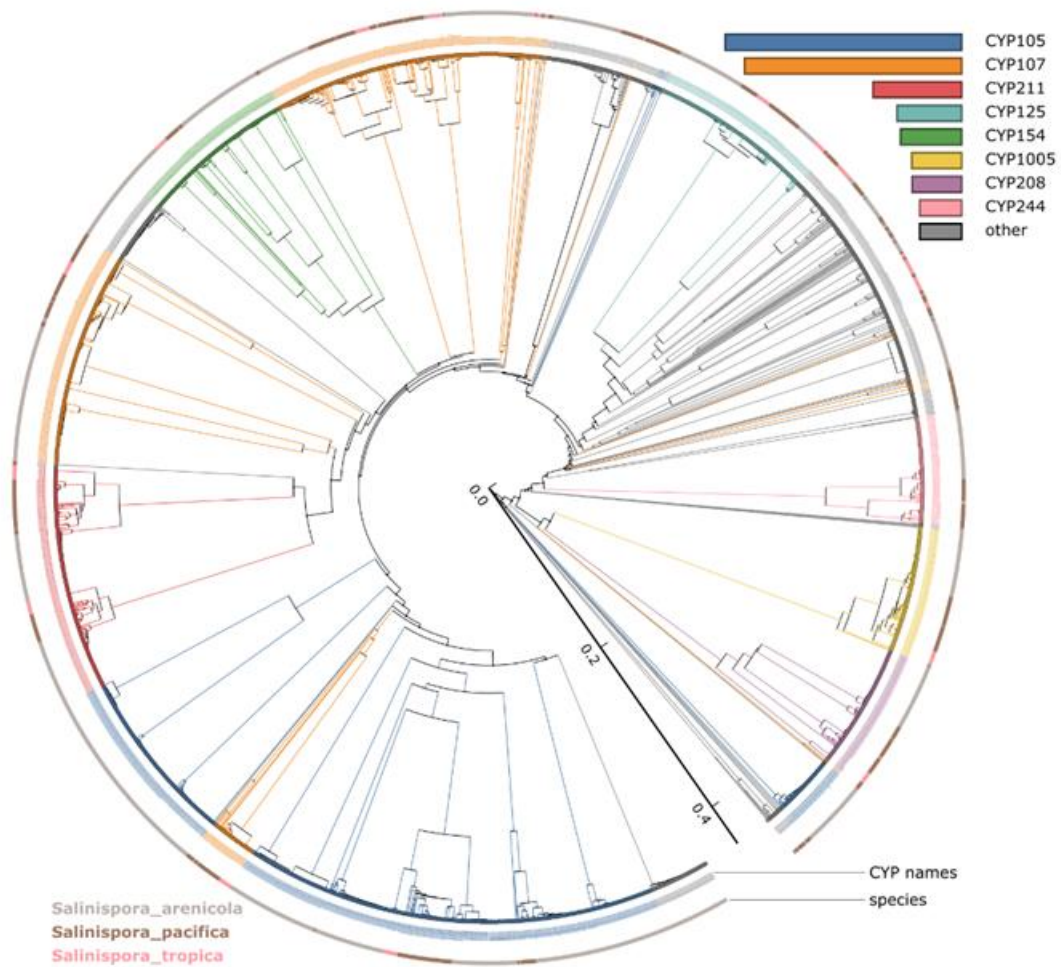 CYP105
CYP107
CYP211
CYP125
CYP154
CYP1005
CYP208
CYP244
other
0.0
0.2
0.4
CYP names
species
Salinispora_arenicola
Salinispora_pacifica
Salinispora_tropica